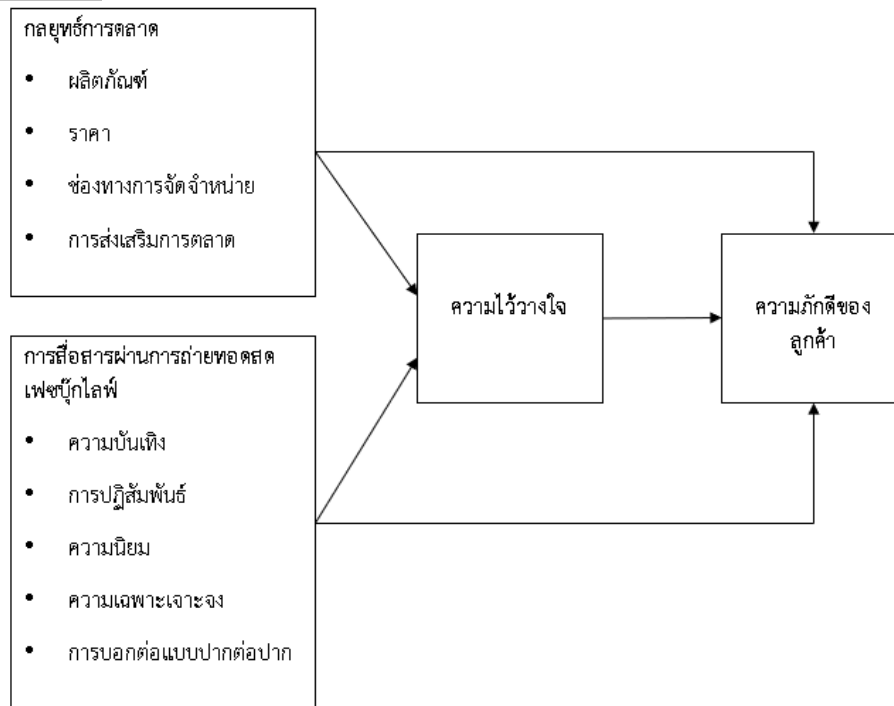 กลยุทธ์การตลาด
• ผลิตภัณฑ์
• ราคา
• ช่องทางการจัดจำหน่าย
• การส่งเสริมการตลาด
การสื่อสารผ่านการถ่ายทอดสด
เฟซบุ๊กไลฟ์
• ความบันเทิง
• การปฏิสัมพันธ์
• ความนิยม
• ความเฉพาะเจาะจง
• การบอกต่อแบบปากต่อปาก
ความไว้วางใจ
ความภักดีของ
ลูกค้า